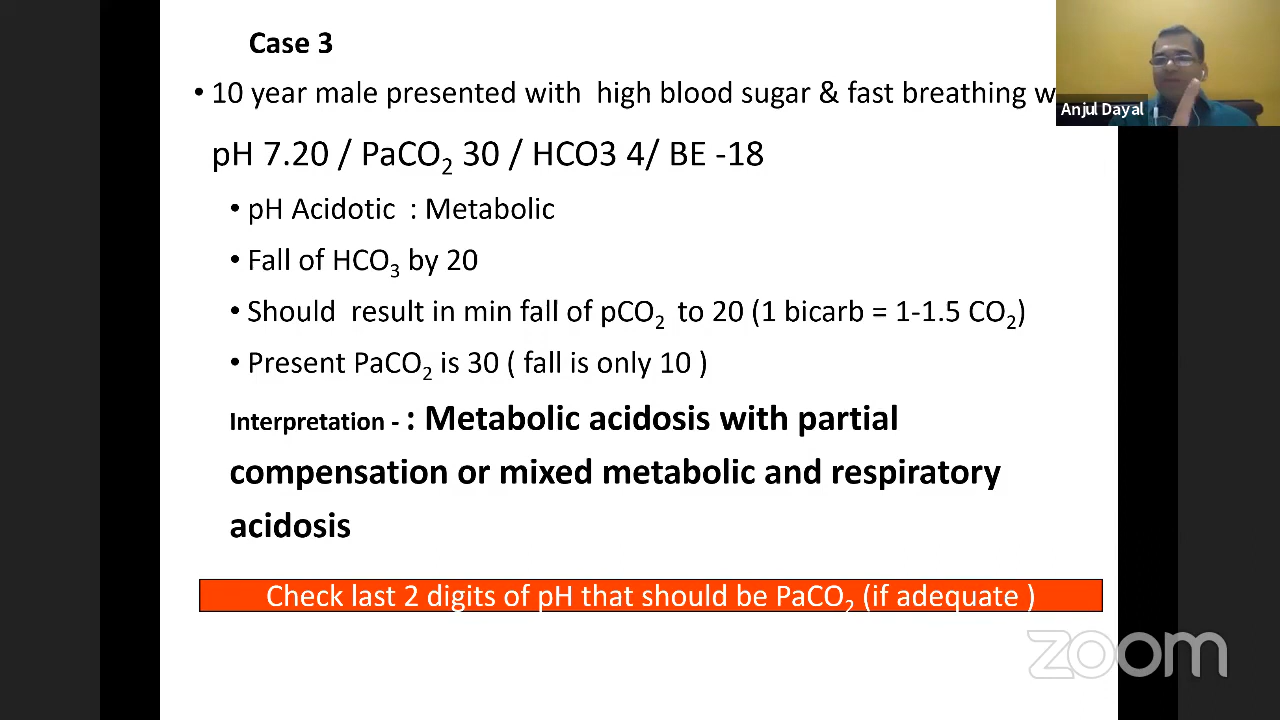 Case 3
• 10 year male presented with high blood sugar & fast breathing w
Anjul Dayal
pH 7.20 / PaCO2 30 / HCO3 4/ BE -18
• pH Acidotic : Metabolic
• Fall of HCO3 by 20
• Should result in min fall of pCO2 to 20 (1 bicarb = 1-1.5 CO2)
• Present PaCO2 is 30 ( fall is only 10 )
Interpretation - : Metabolic acidosis with partial
compensation or mixed metabolic and respiratory
acidosis
Check last 2 digits of pH that should be PaCO2 (if adequate )
zoom